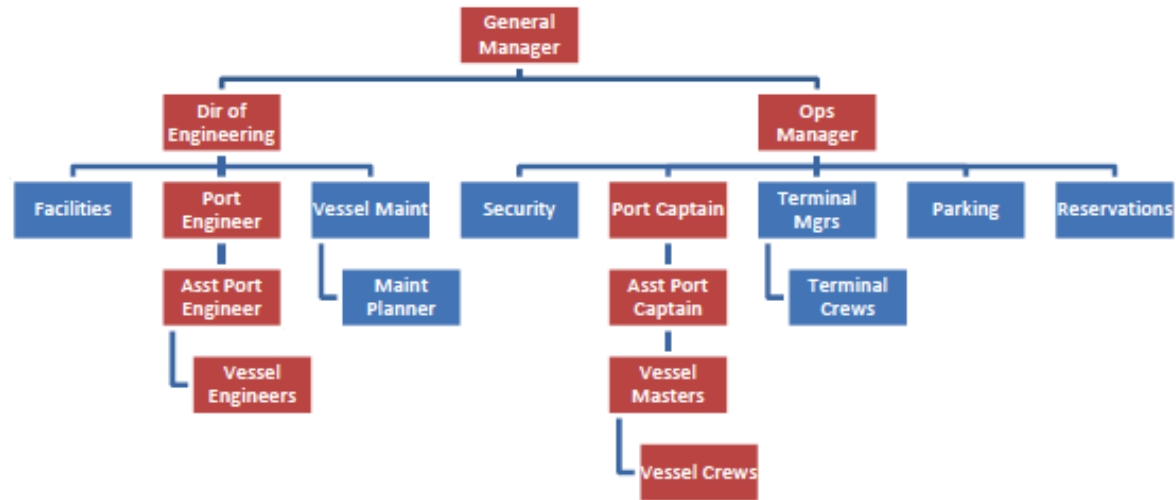 General
Manager
Dir of
Engineering
Ops
Manager
Facilities
Port
Engineer
Vessel Maint
Security
Port Captain
Terminal
Mgrs
Parking
Reservations
Asst Port
Engineer
Maint
Planner
Asst Port
Captain
Terminal
Crews
Vessel
Engineers
Vessel
Masters
Vessel Crews